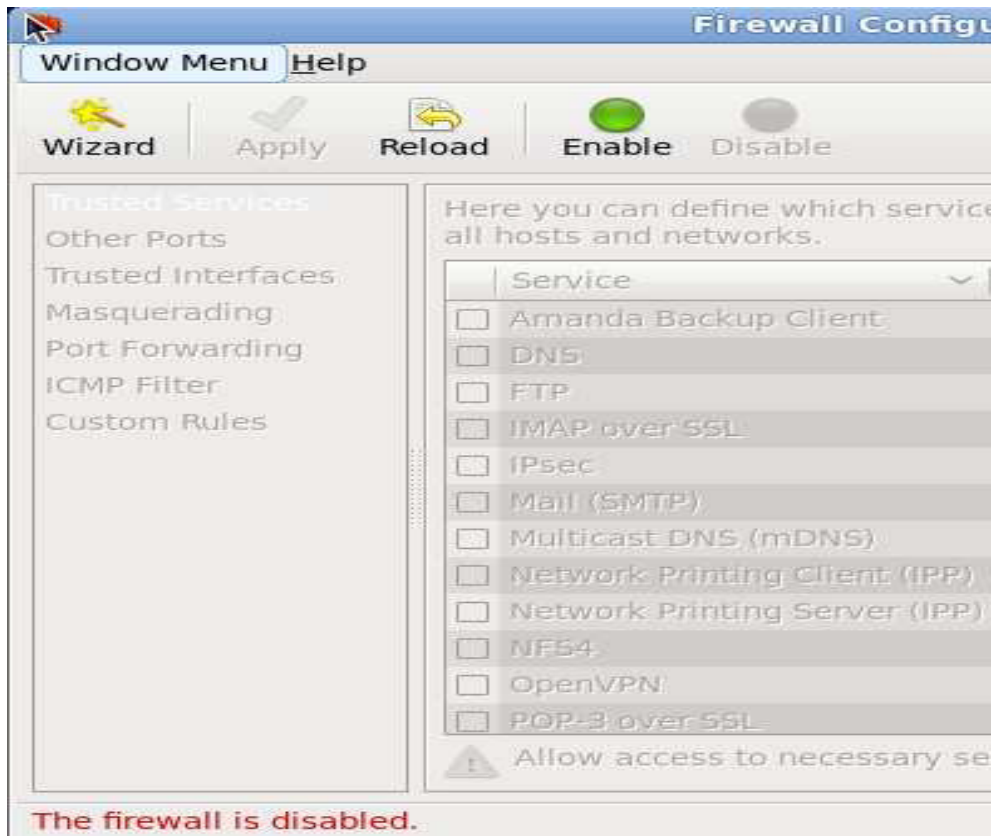 Firewall Configu
Window Menu Help
Wizard Apply Reload Enable Disable
Trusted Services
Other Ports
Trusted Interfaces
Masquerading
Port Forwarding
ICMP Filter
Custom Rules
Here you can define which service
all hosts and networks.
Service
Amanda Backup Client
DNS
FTP
IMAP over SSL
IPsec
Mail (SMTP)
Multicast DNS (mDNS)
Network Printing Client (IPP)
Network Printing Server (IPP)
NFS4
OpenVPN
POP-3 over SSL
Allow access to necessary se
The firewall is disabled.